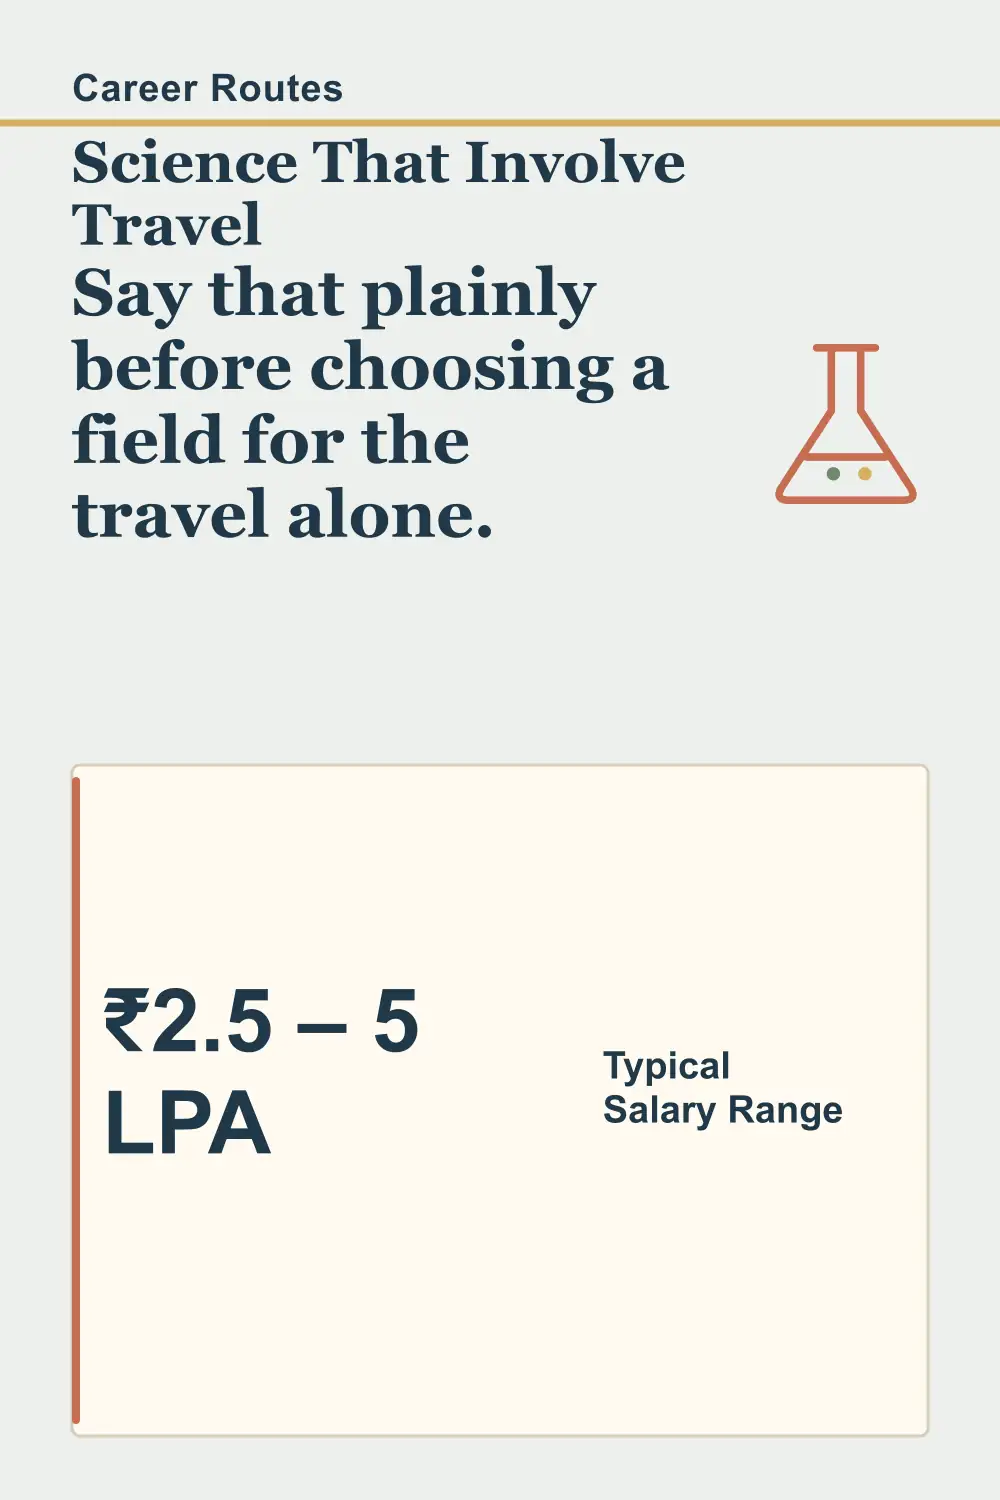 Career Routes
Science That Involve
Travel
Say that plainly
before choosing a
field for the
travel alone.
₹2.5 – 5
LPA
Typical
Salary Range